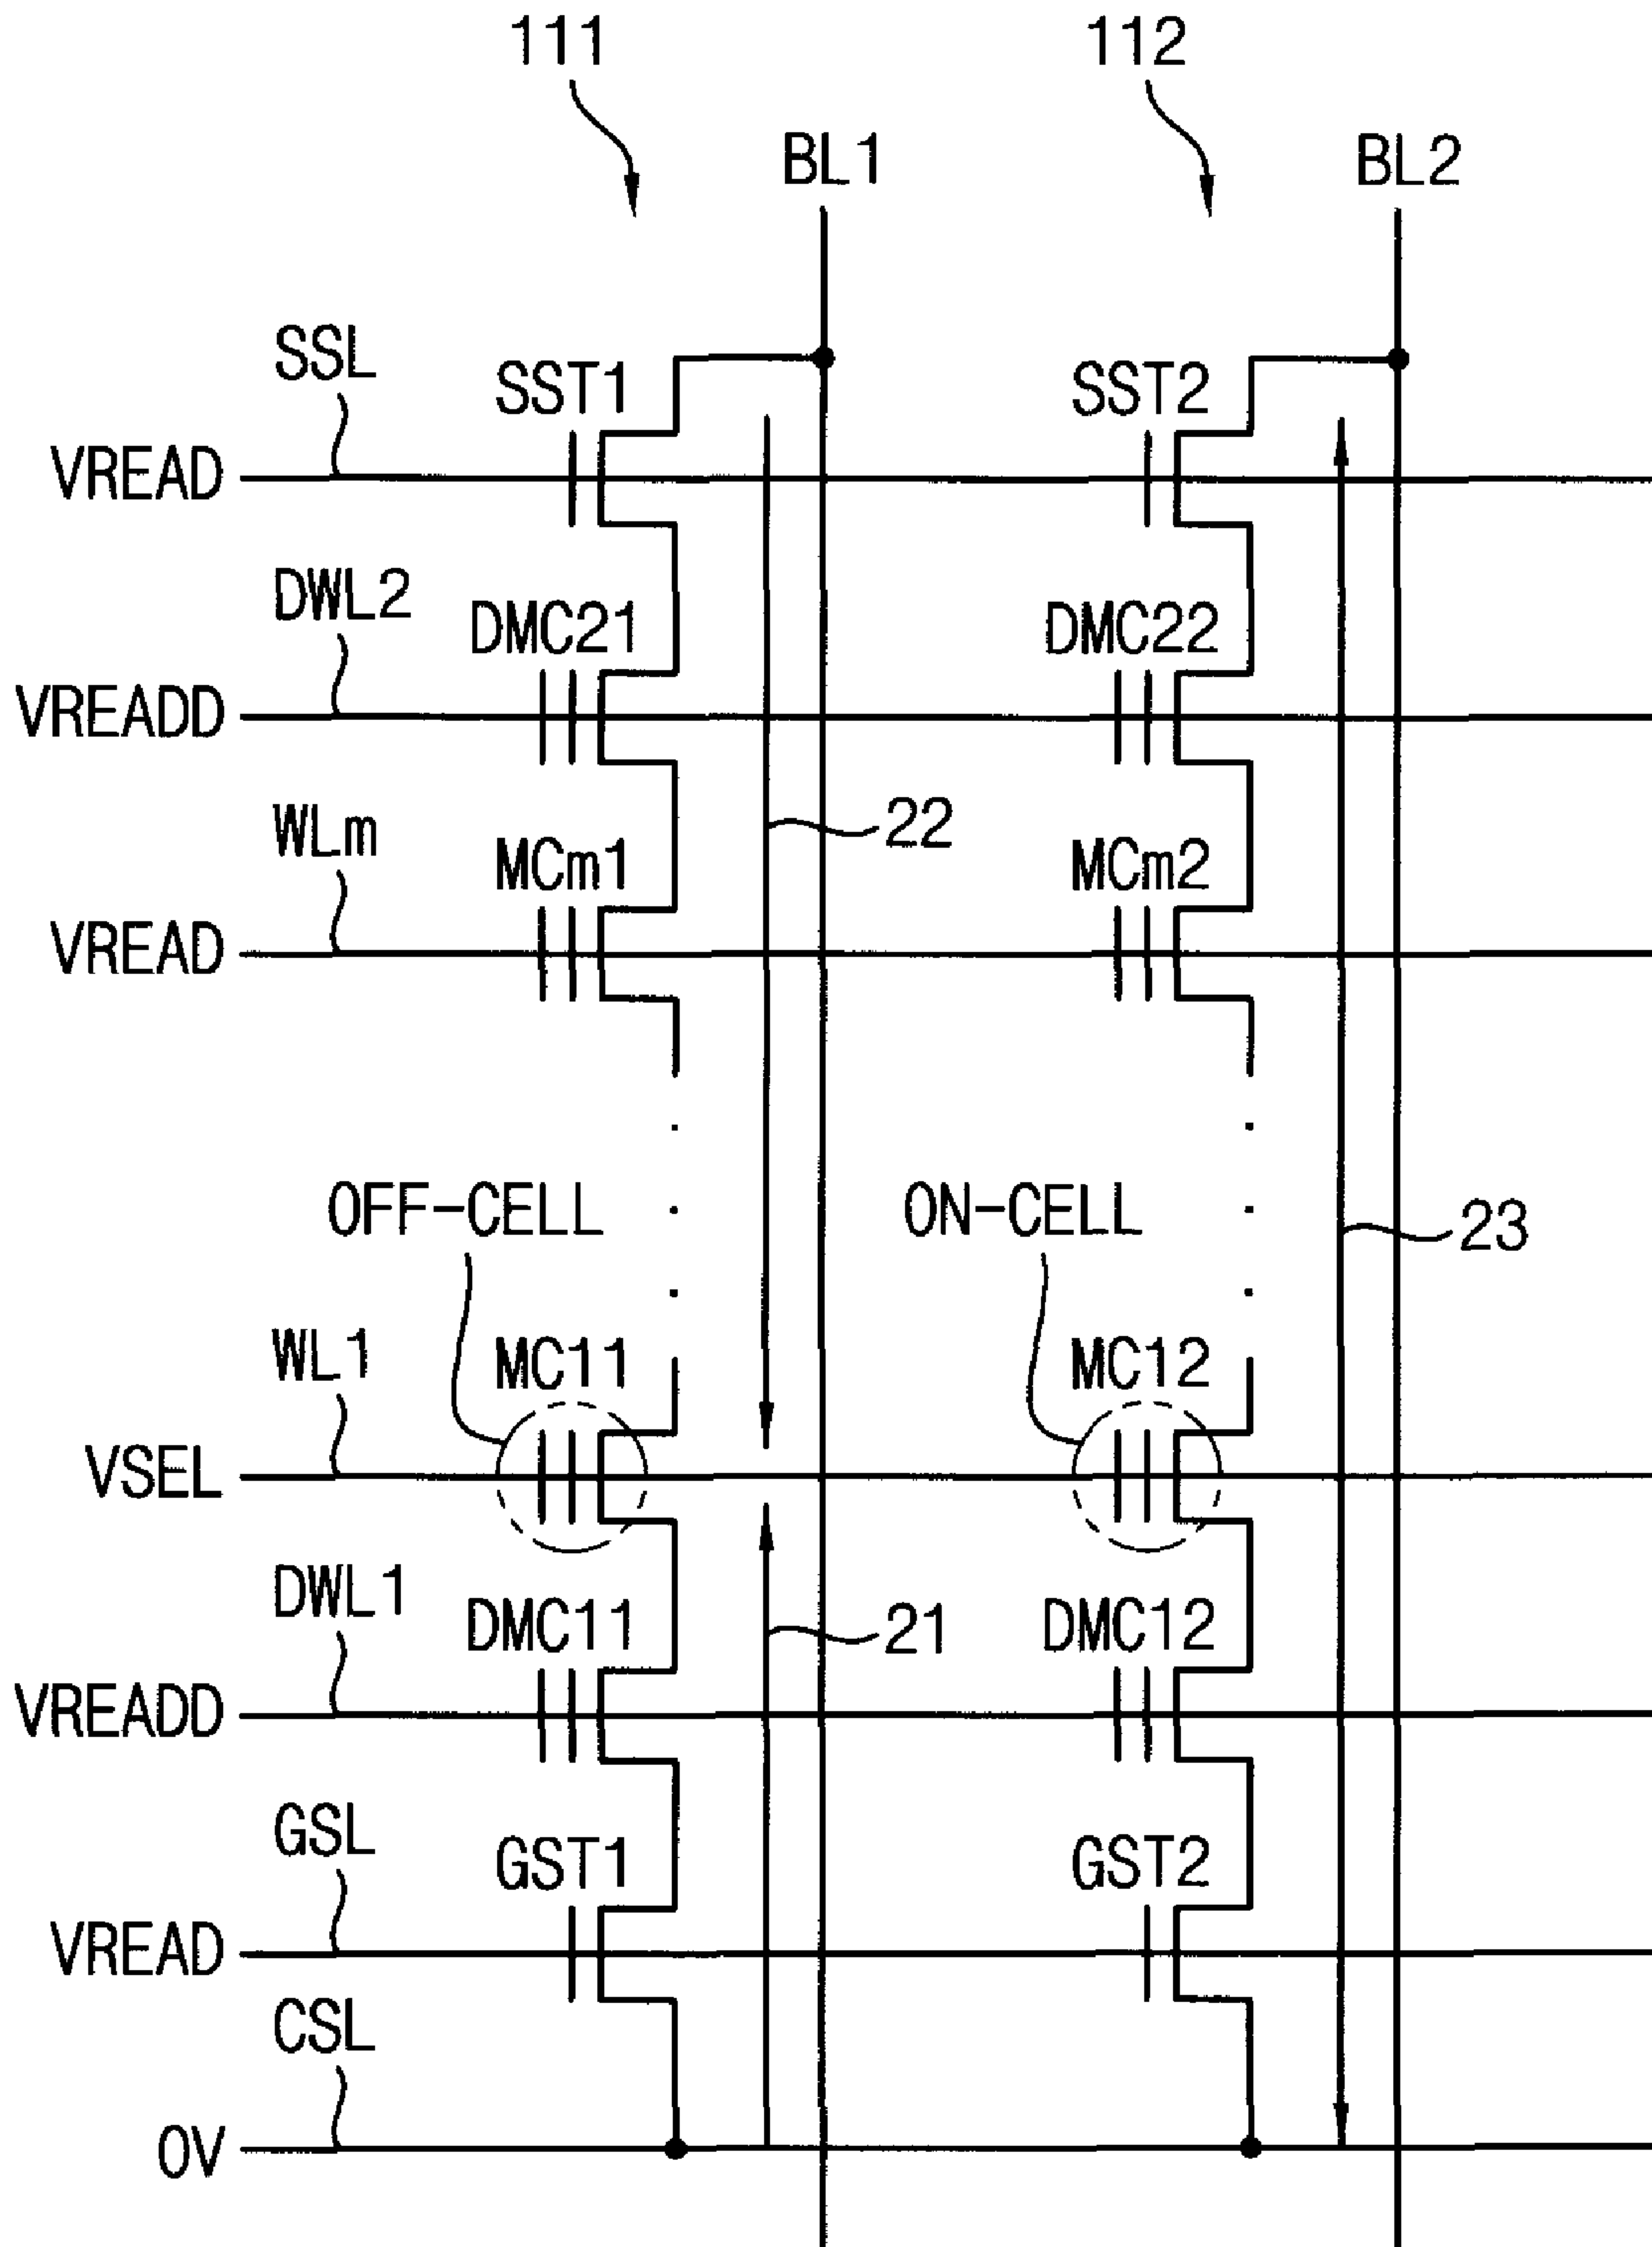 111 112
BL1 BL2
SSL SST1 SST2
VREAD
DWL2 DMC21 DMC22
VREADD
WLm MCm1 22 MCm2
VREAD
OFF-CELL ON-CELL 23
WL1 MC11 MC12
VSEL
DWL1 DMC11 21 DMC12
VREADD
GSL GST1 GST2
VREAD
CSL
0V